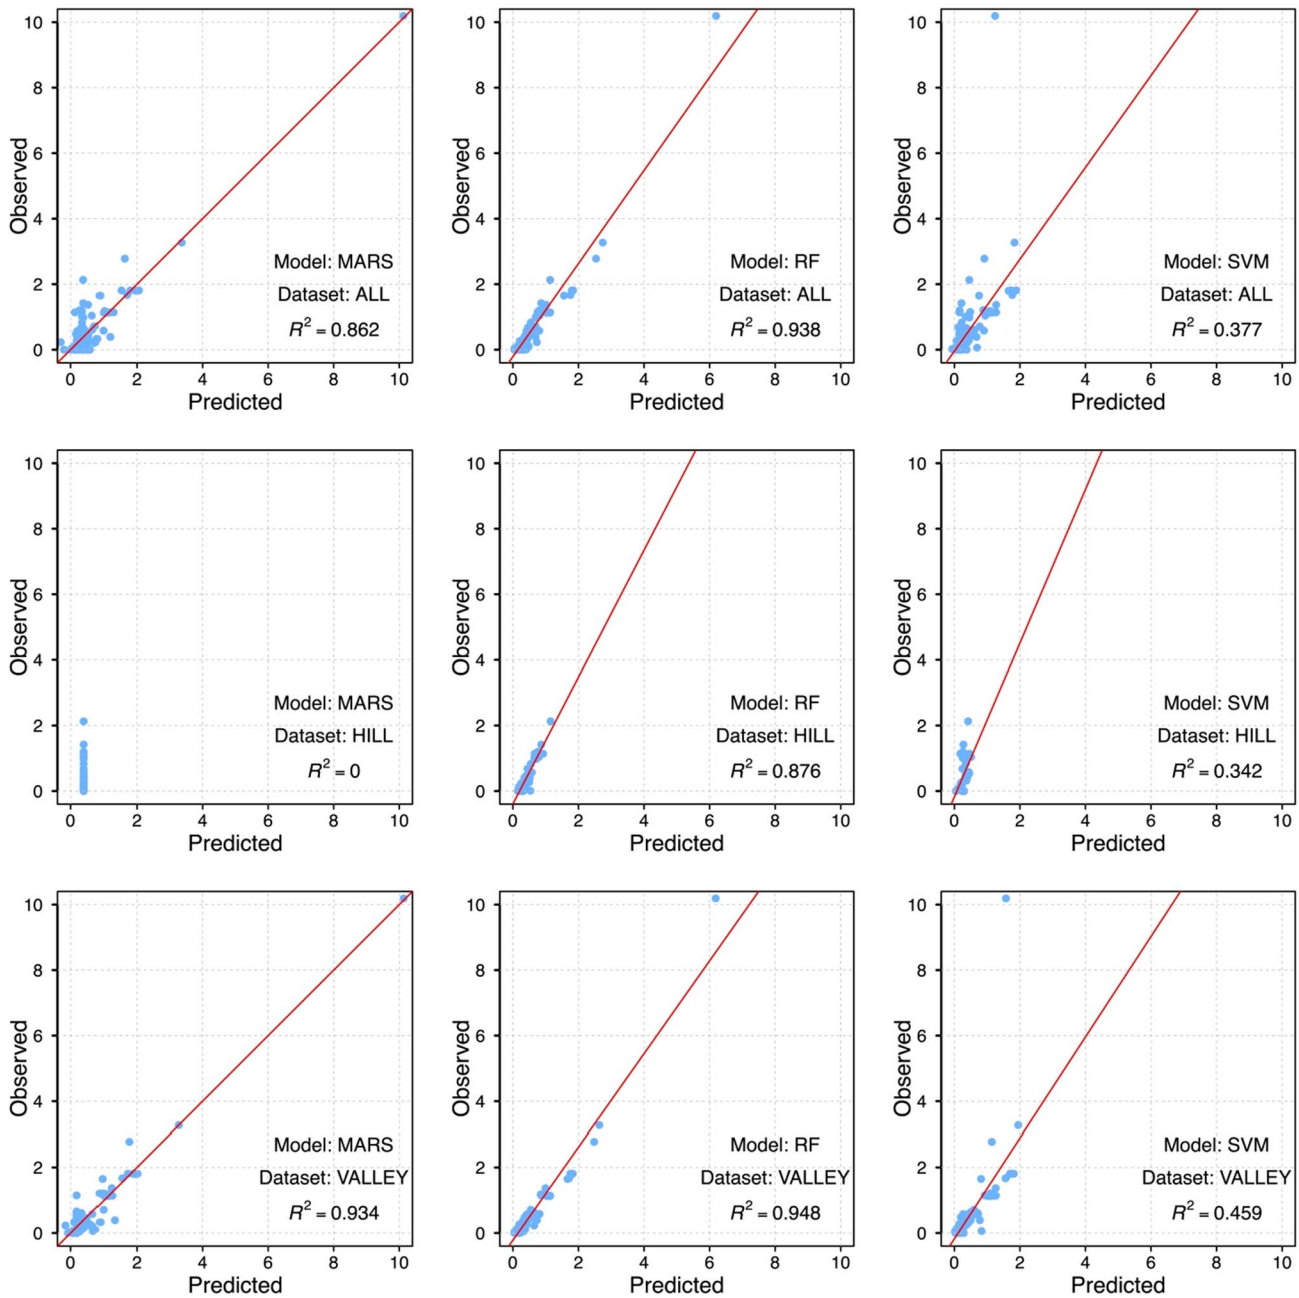 10
8
6
4
2
0
Observed
Model: MARS
Dataset: ALL
R² = 0.862
0 2 4 6 8 10
Predicted
10
8
6
4
2
0
Observed
Model: RF
Dataset: ALL
R² = 0.938
0 2 4 6 8 10
Predicted
10
8
6
4
2
0
Observed
Model: SVM
Dataset: ALL
R² = 0.377
0 2 4 6 8 10
Predicted
10
8
6
4
2
0
Observed
Model: MARS
Dataset: HILL
R² = 0
0 2 4 6 8 10
Predicted
10
8
6
4
2
0
Observed
Model: RF
Dataset: HILL
R² = 0.876
0 2 4 6 8 10
Predicted
10
8
6
4
2
0
Observed
Model: SVM
Dataset: HILL
R² = 0.342
0 2 4 6 8 10
Predicted
10
8
6
4
2
0
Observed
Model: MARS
Dataset: VALLEY
R² = 0.934
0 2 4 6 8 10
Predicted
10
8
6
4
2
0
Observed
Model: RF
Dataset: VALLEY
R² = 0.948
0 2 4 6 8 10
Predicted
10
8
6
4
2
0
Observed
Model: SVM
Dataset: VALLEY
R² = 0.459
0 2 4 6 8 10
Predicted